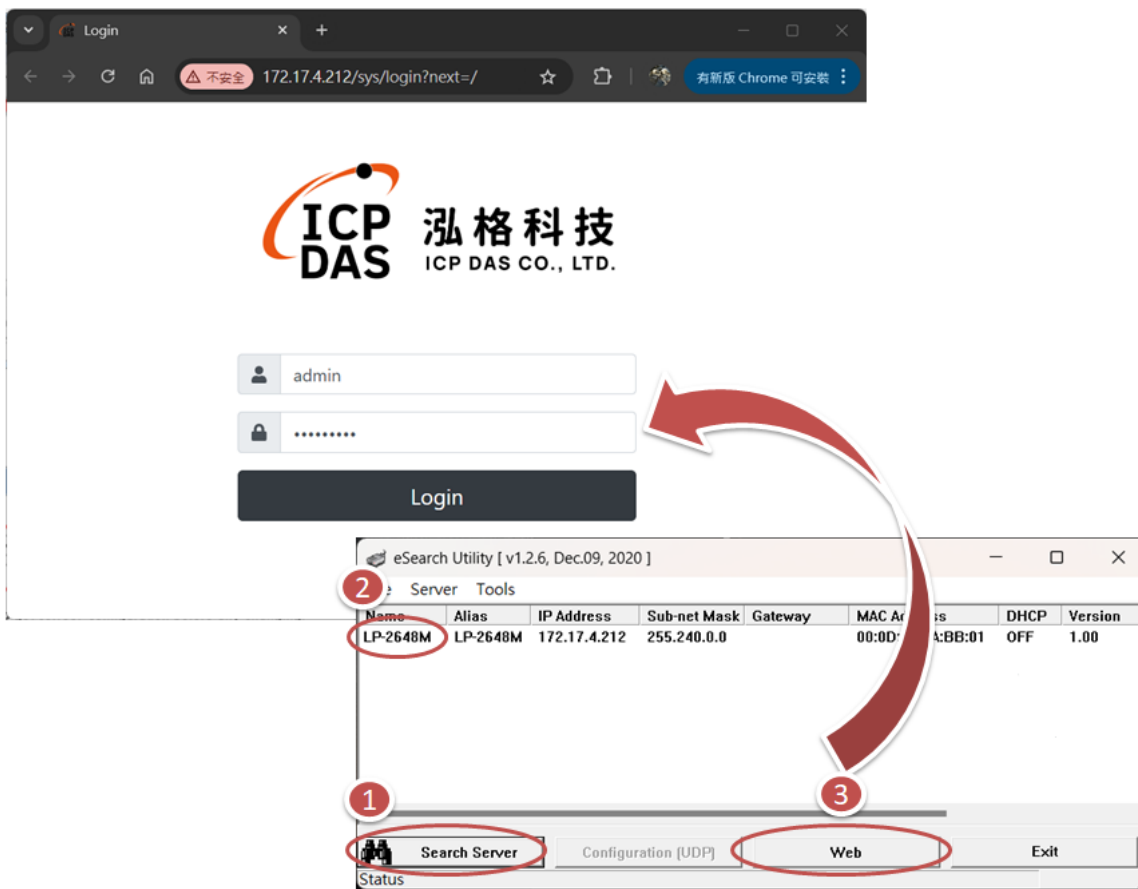 Login
不安全 172.17.4.212/sys/login?next=/ 有新版 Chrome 可安裝
ICP DAS 泓格科技
ICP DAS CO., LTD.
admin
•••••••••
Login
eSearch Utility [ v1.2.6, Dec.09, 2020 ]
2 Server Tools
Name Alias IP Address Sub-net Mask Gateway MAC DHCP Version
LP-2648M LP-2648M 172.17.4.212 255.240.0.0 OFF 1.00
1 3
Search Server Configuration (UDP) Web Exit
Status